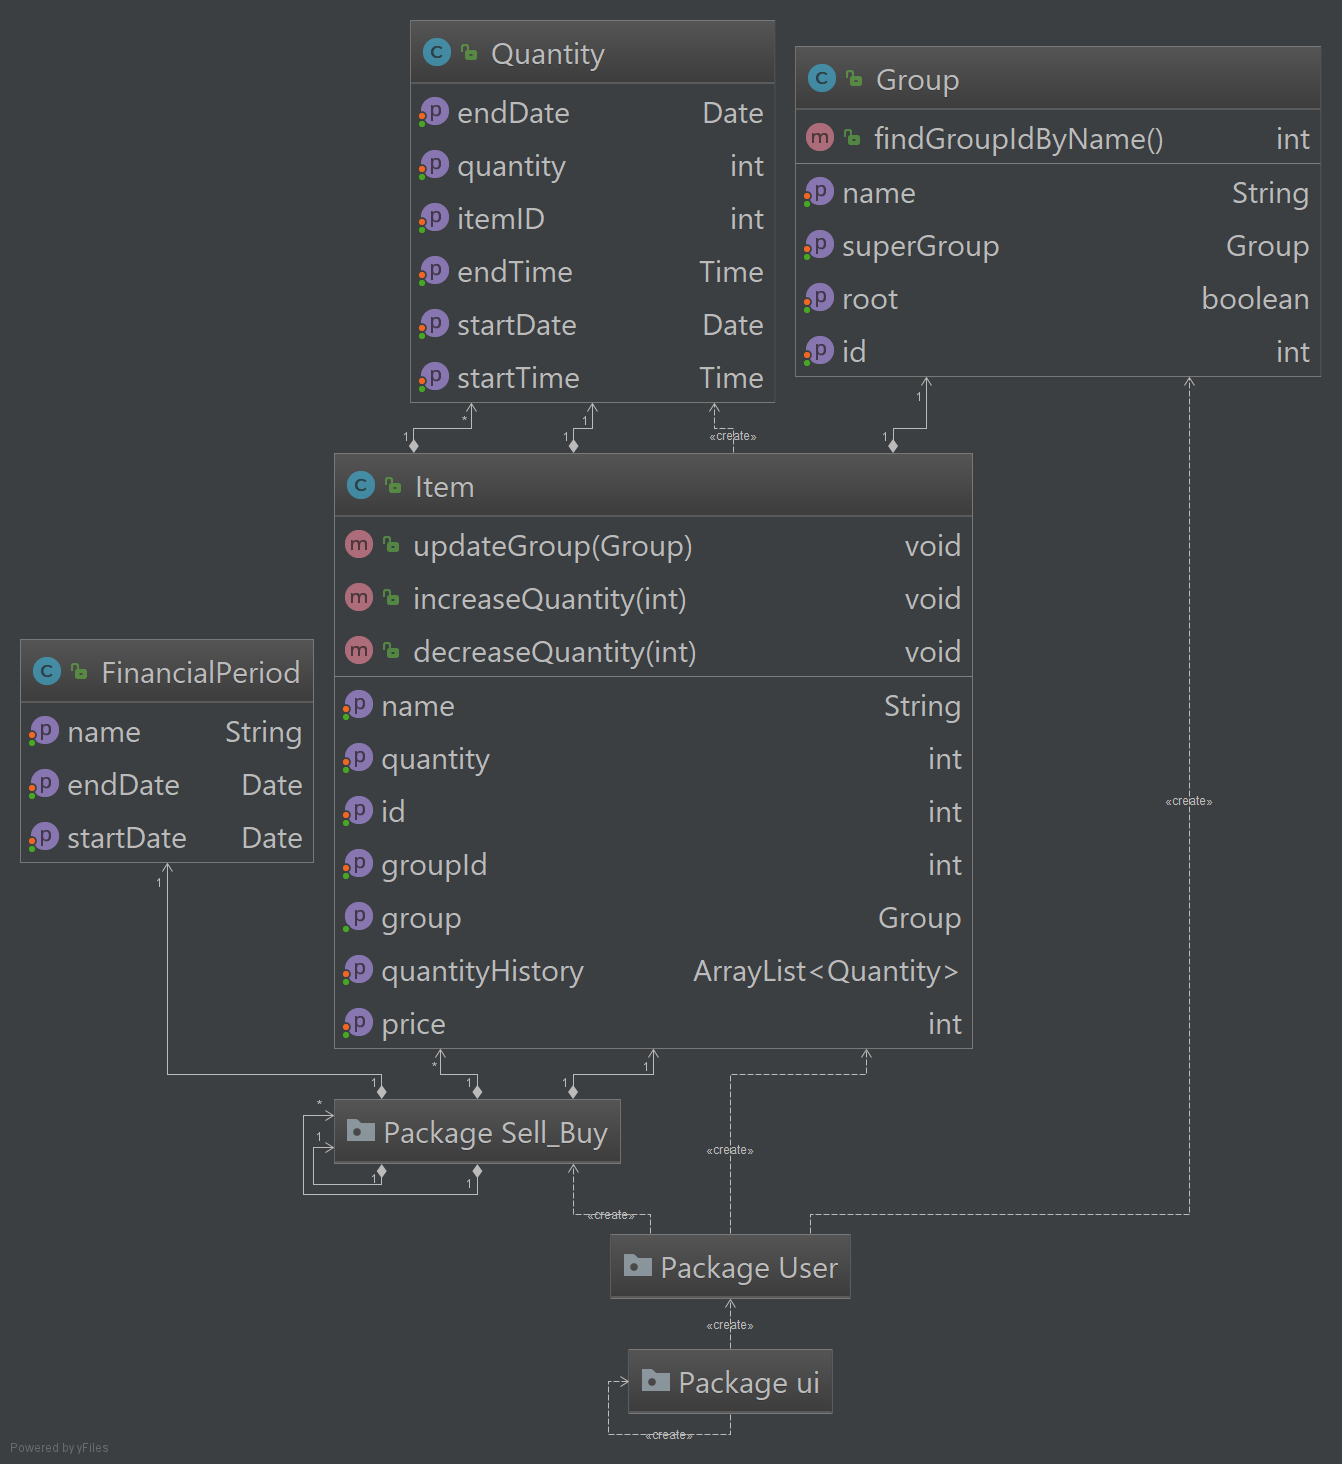 Quantity
endDate Date
quantity int
itemID int
endTime Time
startDate Date
startTime Time
Group
findGroupIdByName() int
name String
superGroup Group
root boolean
id int
* 1 1
1 1 «create» 1
Item
updateGroup(Group) void
increaseQuantity(int) void
decreaseQuantity(int) void
name String
quantity int
id int
groupId int
group Group
quantityHistory ArrayList<Quantity>
price int
FinancialPeriod
name String
endDate Date
startDate Date
«create»
1
* 1
1 1 1
*
Package Sell_Buy
1
1 1
«create»
«create»
Package User
«create»
Package ui
«create»
Powered by yFiles